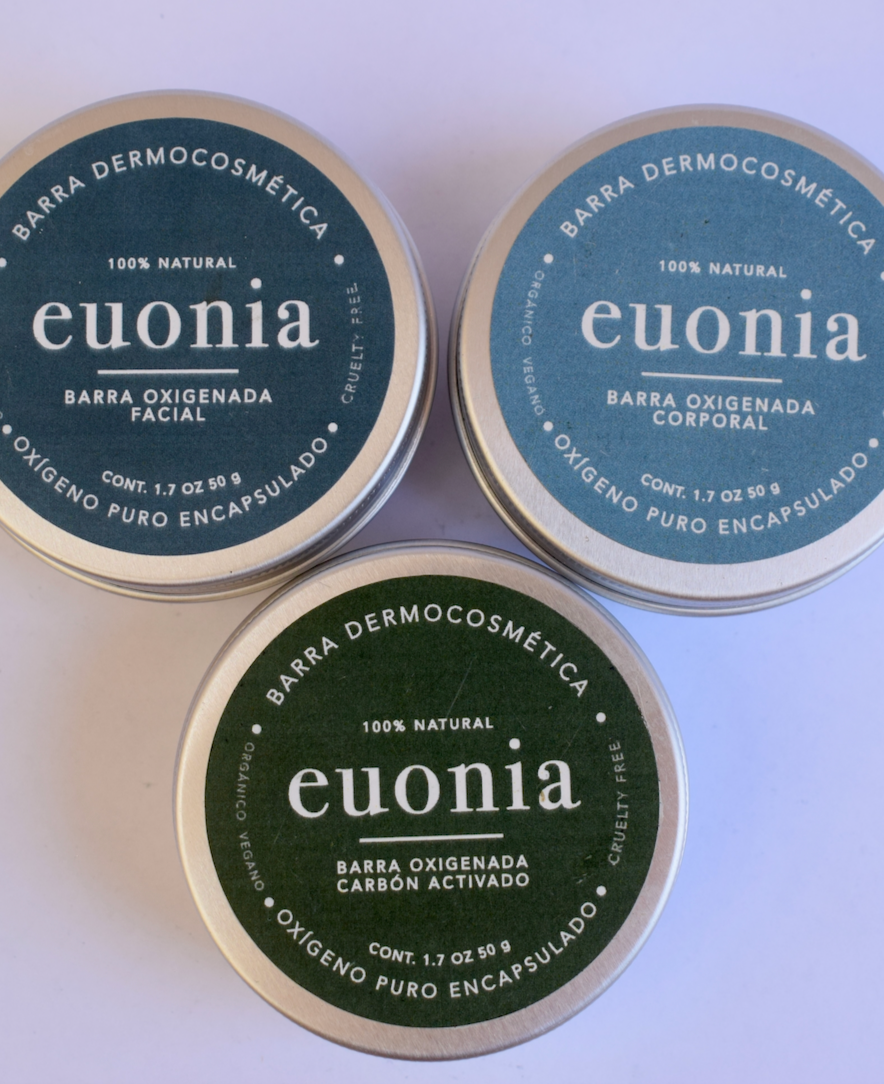 BARRA DERMOCOSMÉTICA
100% NATURAL
euonia
BARRA OXIGENADA
FACIAL
CRUELTY FREE
CONT. 1.7 OZ 50 g
OXÍGENO PURO ENCAPSULADO
BARRA DERMOCOSMÉTICA
100% NATURAL
ORGÁNICO VEGANO
euonia
BARRA OXIGENADA
CORPORAL
CONT. 1.7 OZ 50 g
OXÍGENO PURO ENCAPSULADO
BARRA DERMOCOSMÉTICA
100% NATURAL
ORGÁNICO VEGANO
euonia
CRUELTY FREE
BARRA OXIGENADA
CARBÓN ACTIVADO
CONT. 1.7 OZ 50 g
OXÍGENO PURO ENCAPSULADO